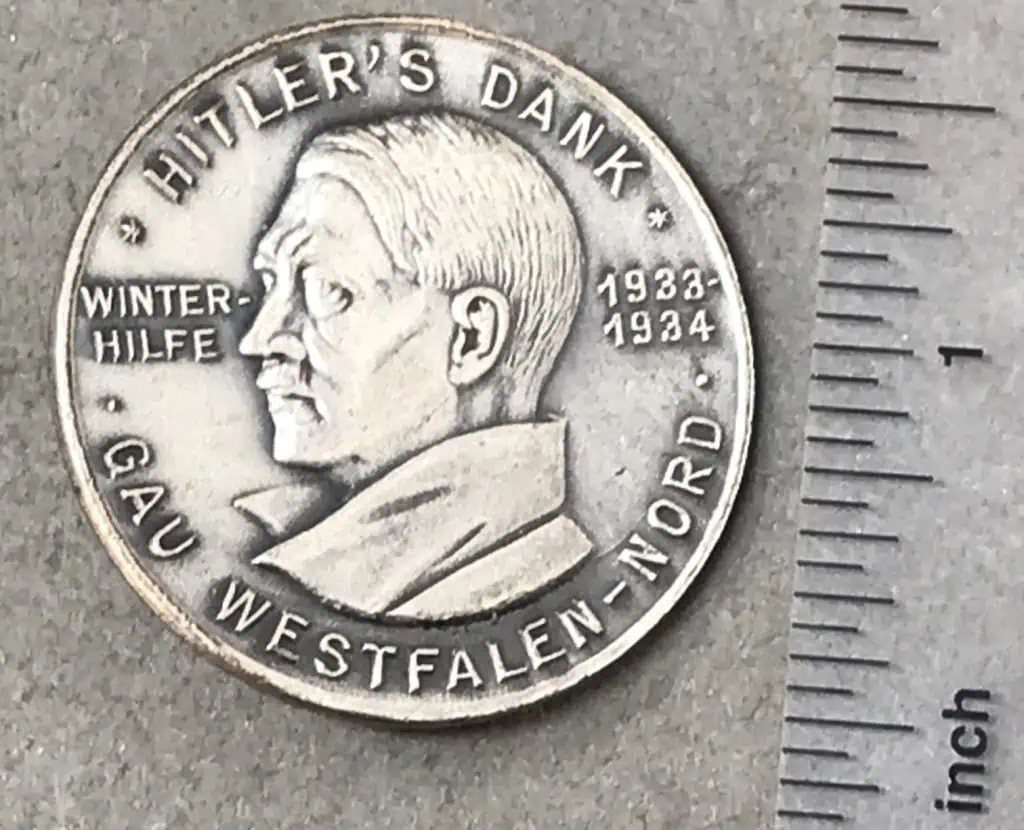 * HITLER'S DANK *
WINTER-
HILFE
1933-
1934
· GAU WESTFALEN-NORD ·
1
inch